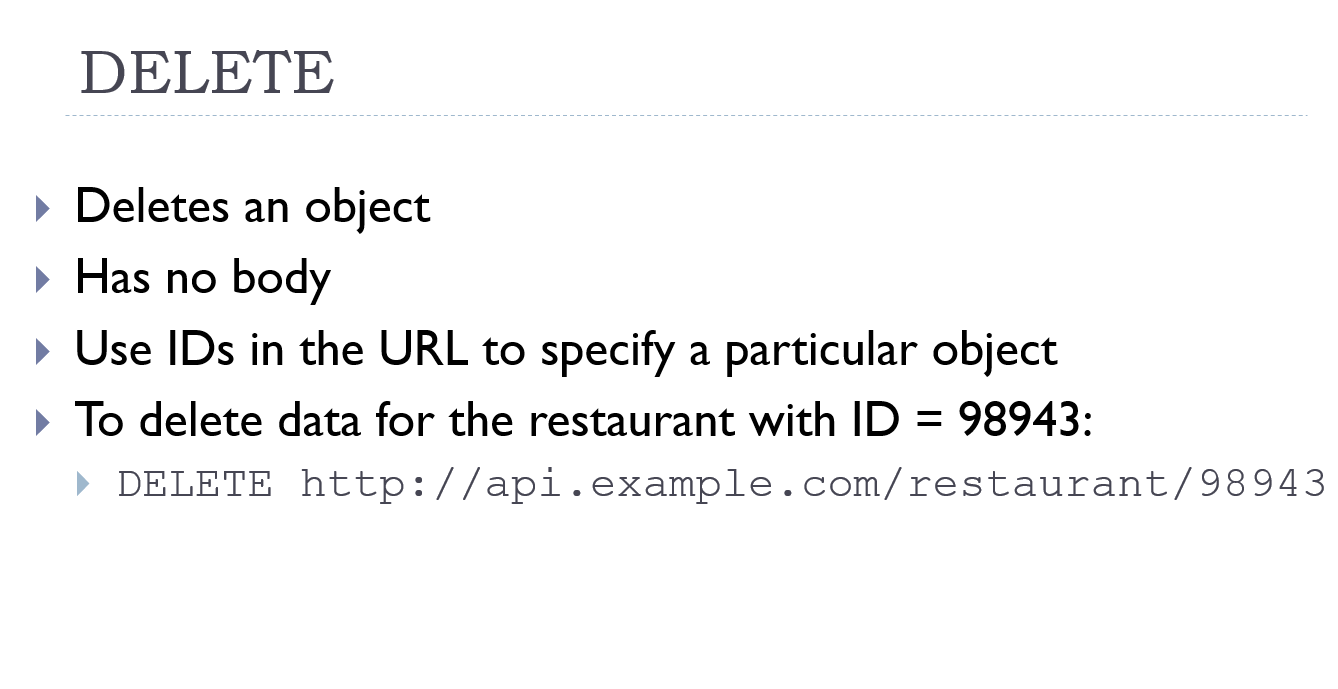 DELETE
Deletes an object
Has no body
Use IDs in the URL to specify a particular object
To delete data for the restaurant with ID = 98943:
DELETE http://api.example.com/restaurant/98943